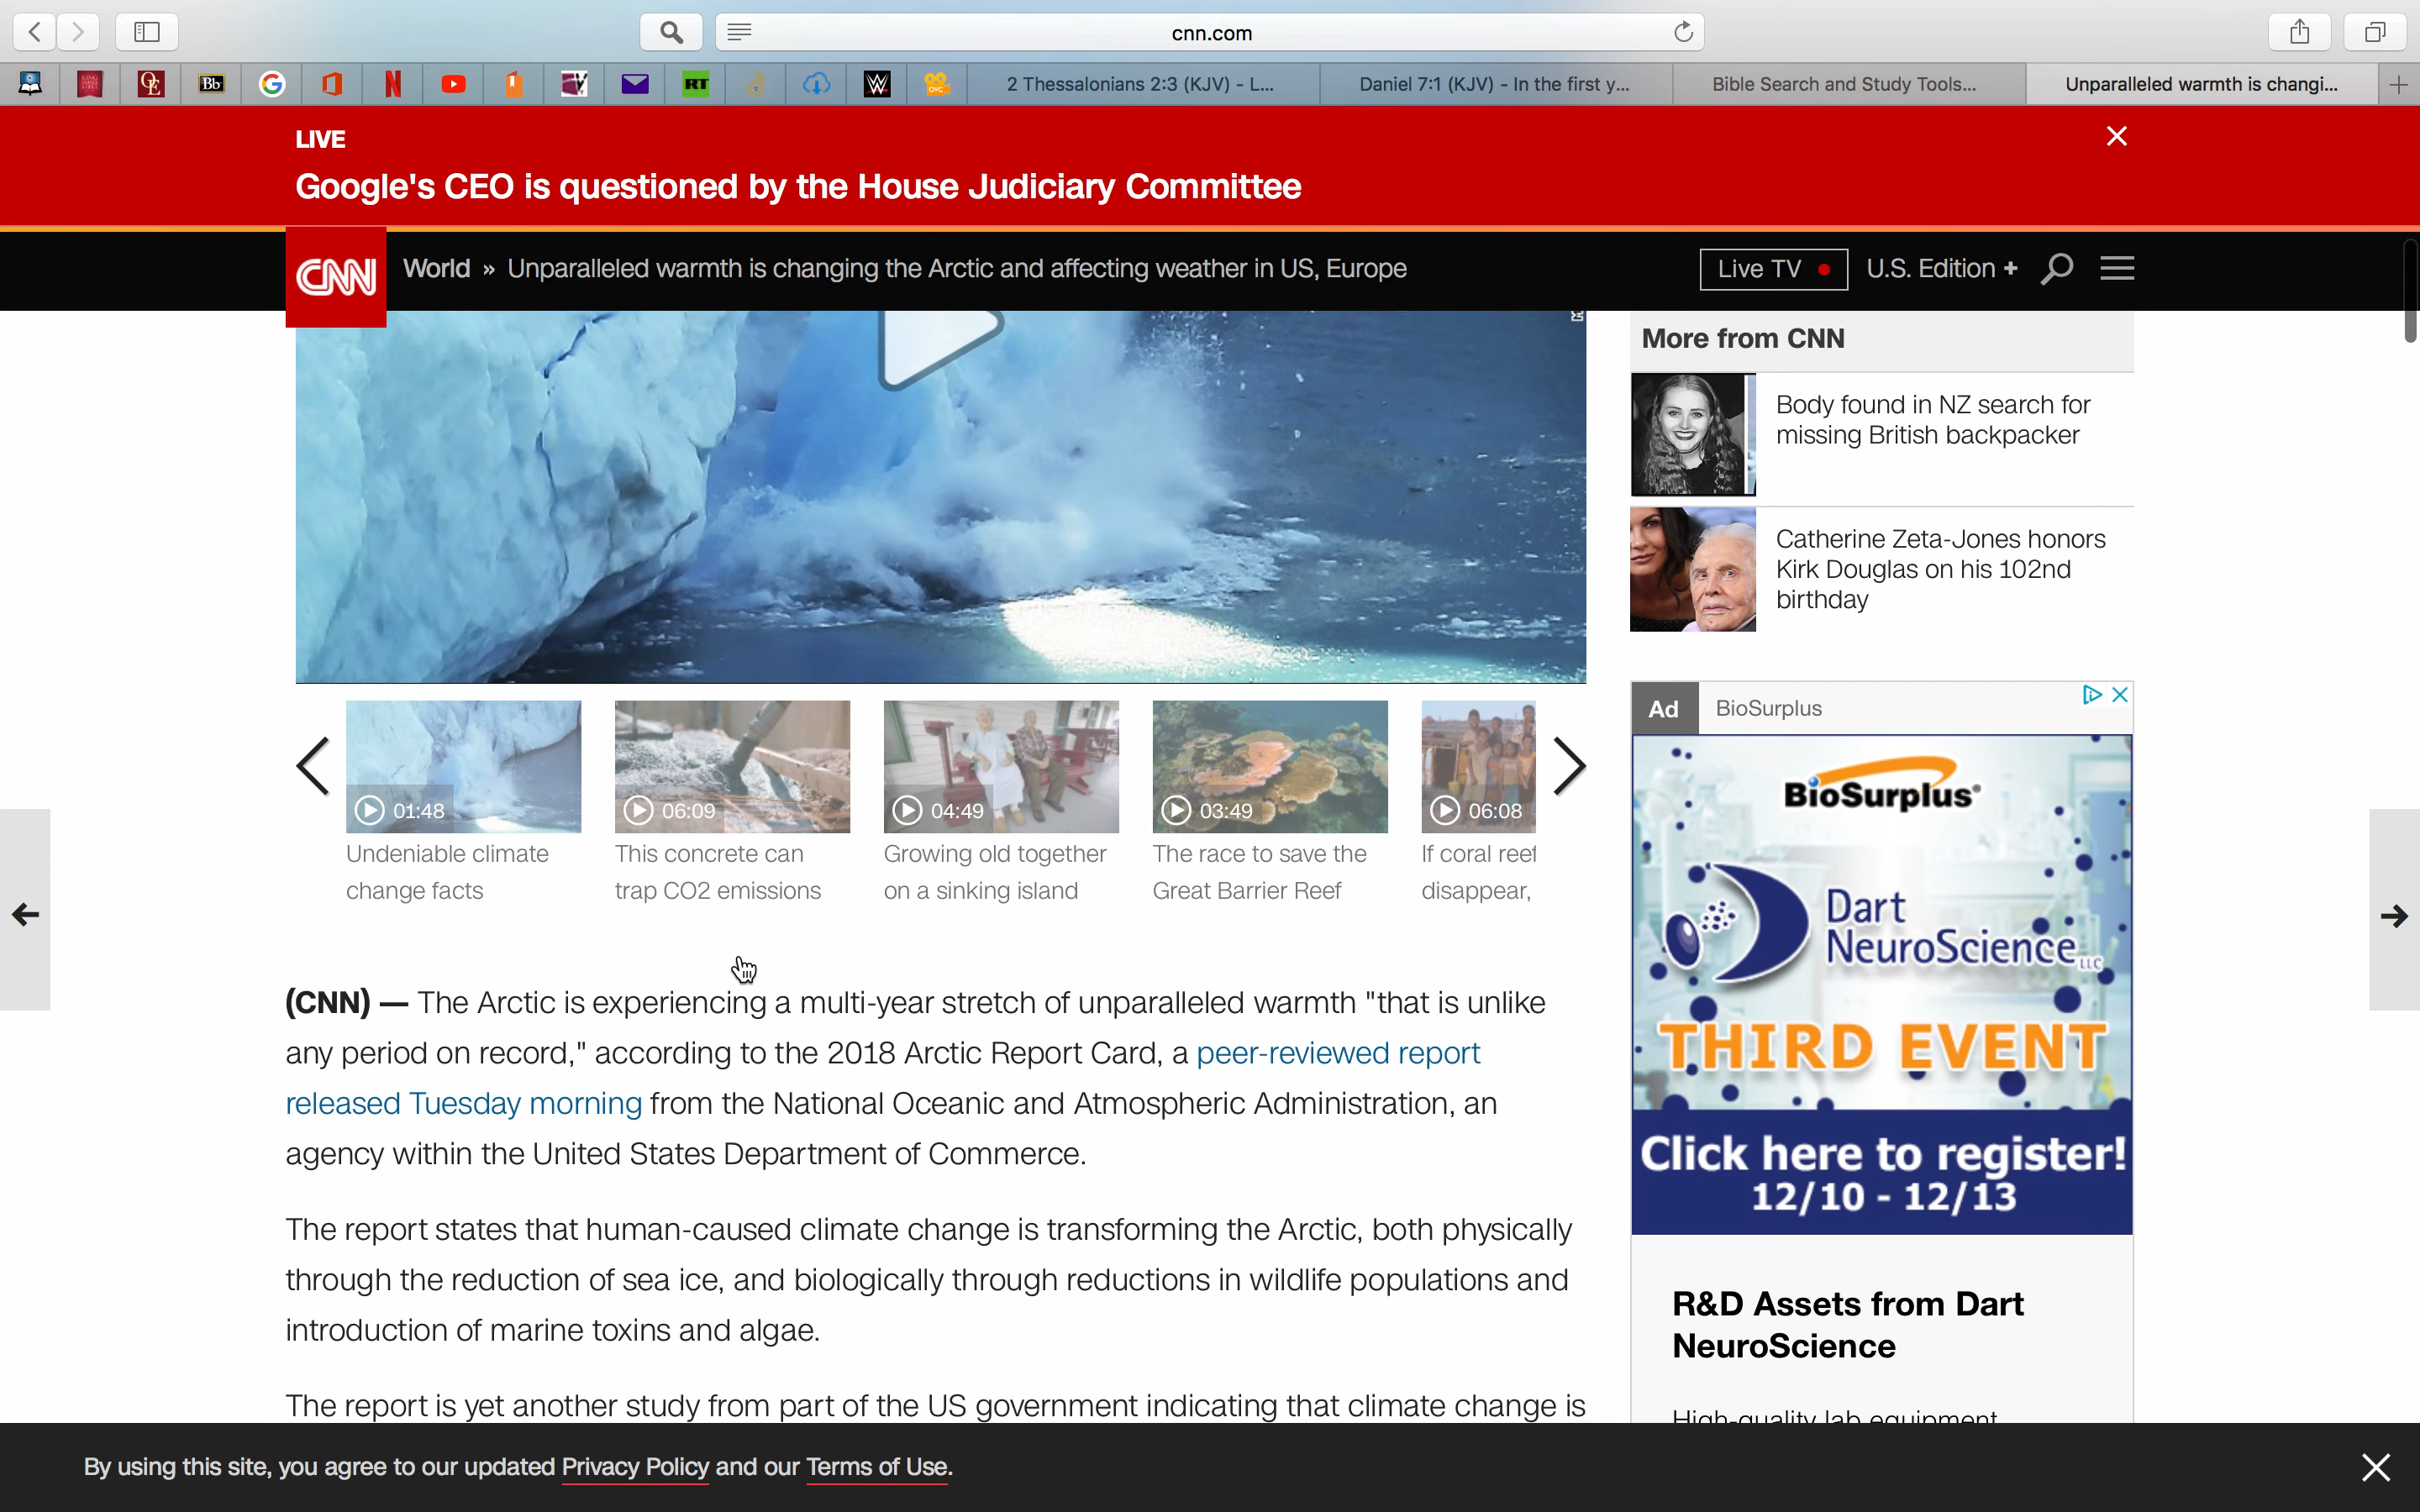 cnn.com
Bb
RT
2 Thessalonians 2:3 (KJV) - L...
Daniel 7:1 (KJV) - In the first y...
Bible Search and Study Tools...
Unparalleled warmth is changi...
LIVE
Google's CEO is questioned by the House Judiciary Committee
CNN
World » Unparalleled warmth is changing the Arctic and affecting weather in US, Europe
Live TV
U.S. Edition +
More from CNN
Body found in NZ search for
missing British backpacker
Catherine Zeta-Jones honors
Kirk Douglas on his 102nd
birthday
01:48
06:09
04:49
03:49
06:08
Undeniable climate
change facts
This concrete can
trap CO2 emissions
Growing old together
on a sinking island
The race to save the
Great Barrier Reef
If coral reef
disappear,
(CNN) — The Arctic is experiencing a multi-year stretch of unparalleled warmth "that is unlike
any period on record," according to the 2018 Arctic Report Card, a peer-reviewed report
released Tuesday morning from the National Oceanic and Atmospheric Administration, an
agency within the United States Department of Commerce.
The report states that human-caused climate change is transforming the Arctic, both physically
through the reduction of sea ice, and biologically through reductions in wildlife populations and
introduction of marine toxins and algae.
The report is yet another study from part of the US government indicating that climate change is
Ad BioSurplus
BioSurplus®
Dart
NeuroScience LLC
THIRD EVENT
Click here to register!
12/10 - 12/13
R&D Assets from Dart
NeuroScience
High-quality lab equipment
By using this site, you agree to our updated Privacy Policy and our Terms of Use.